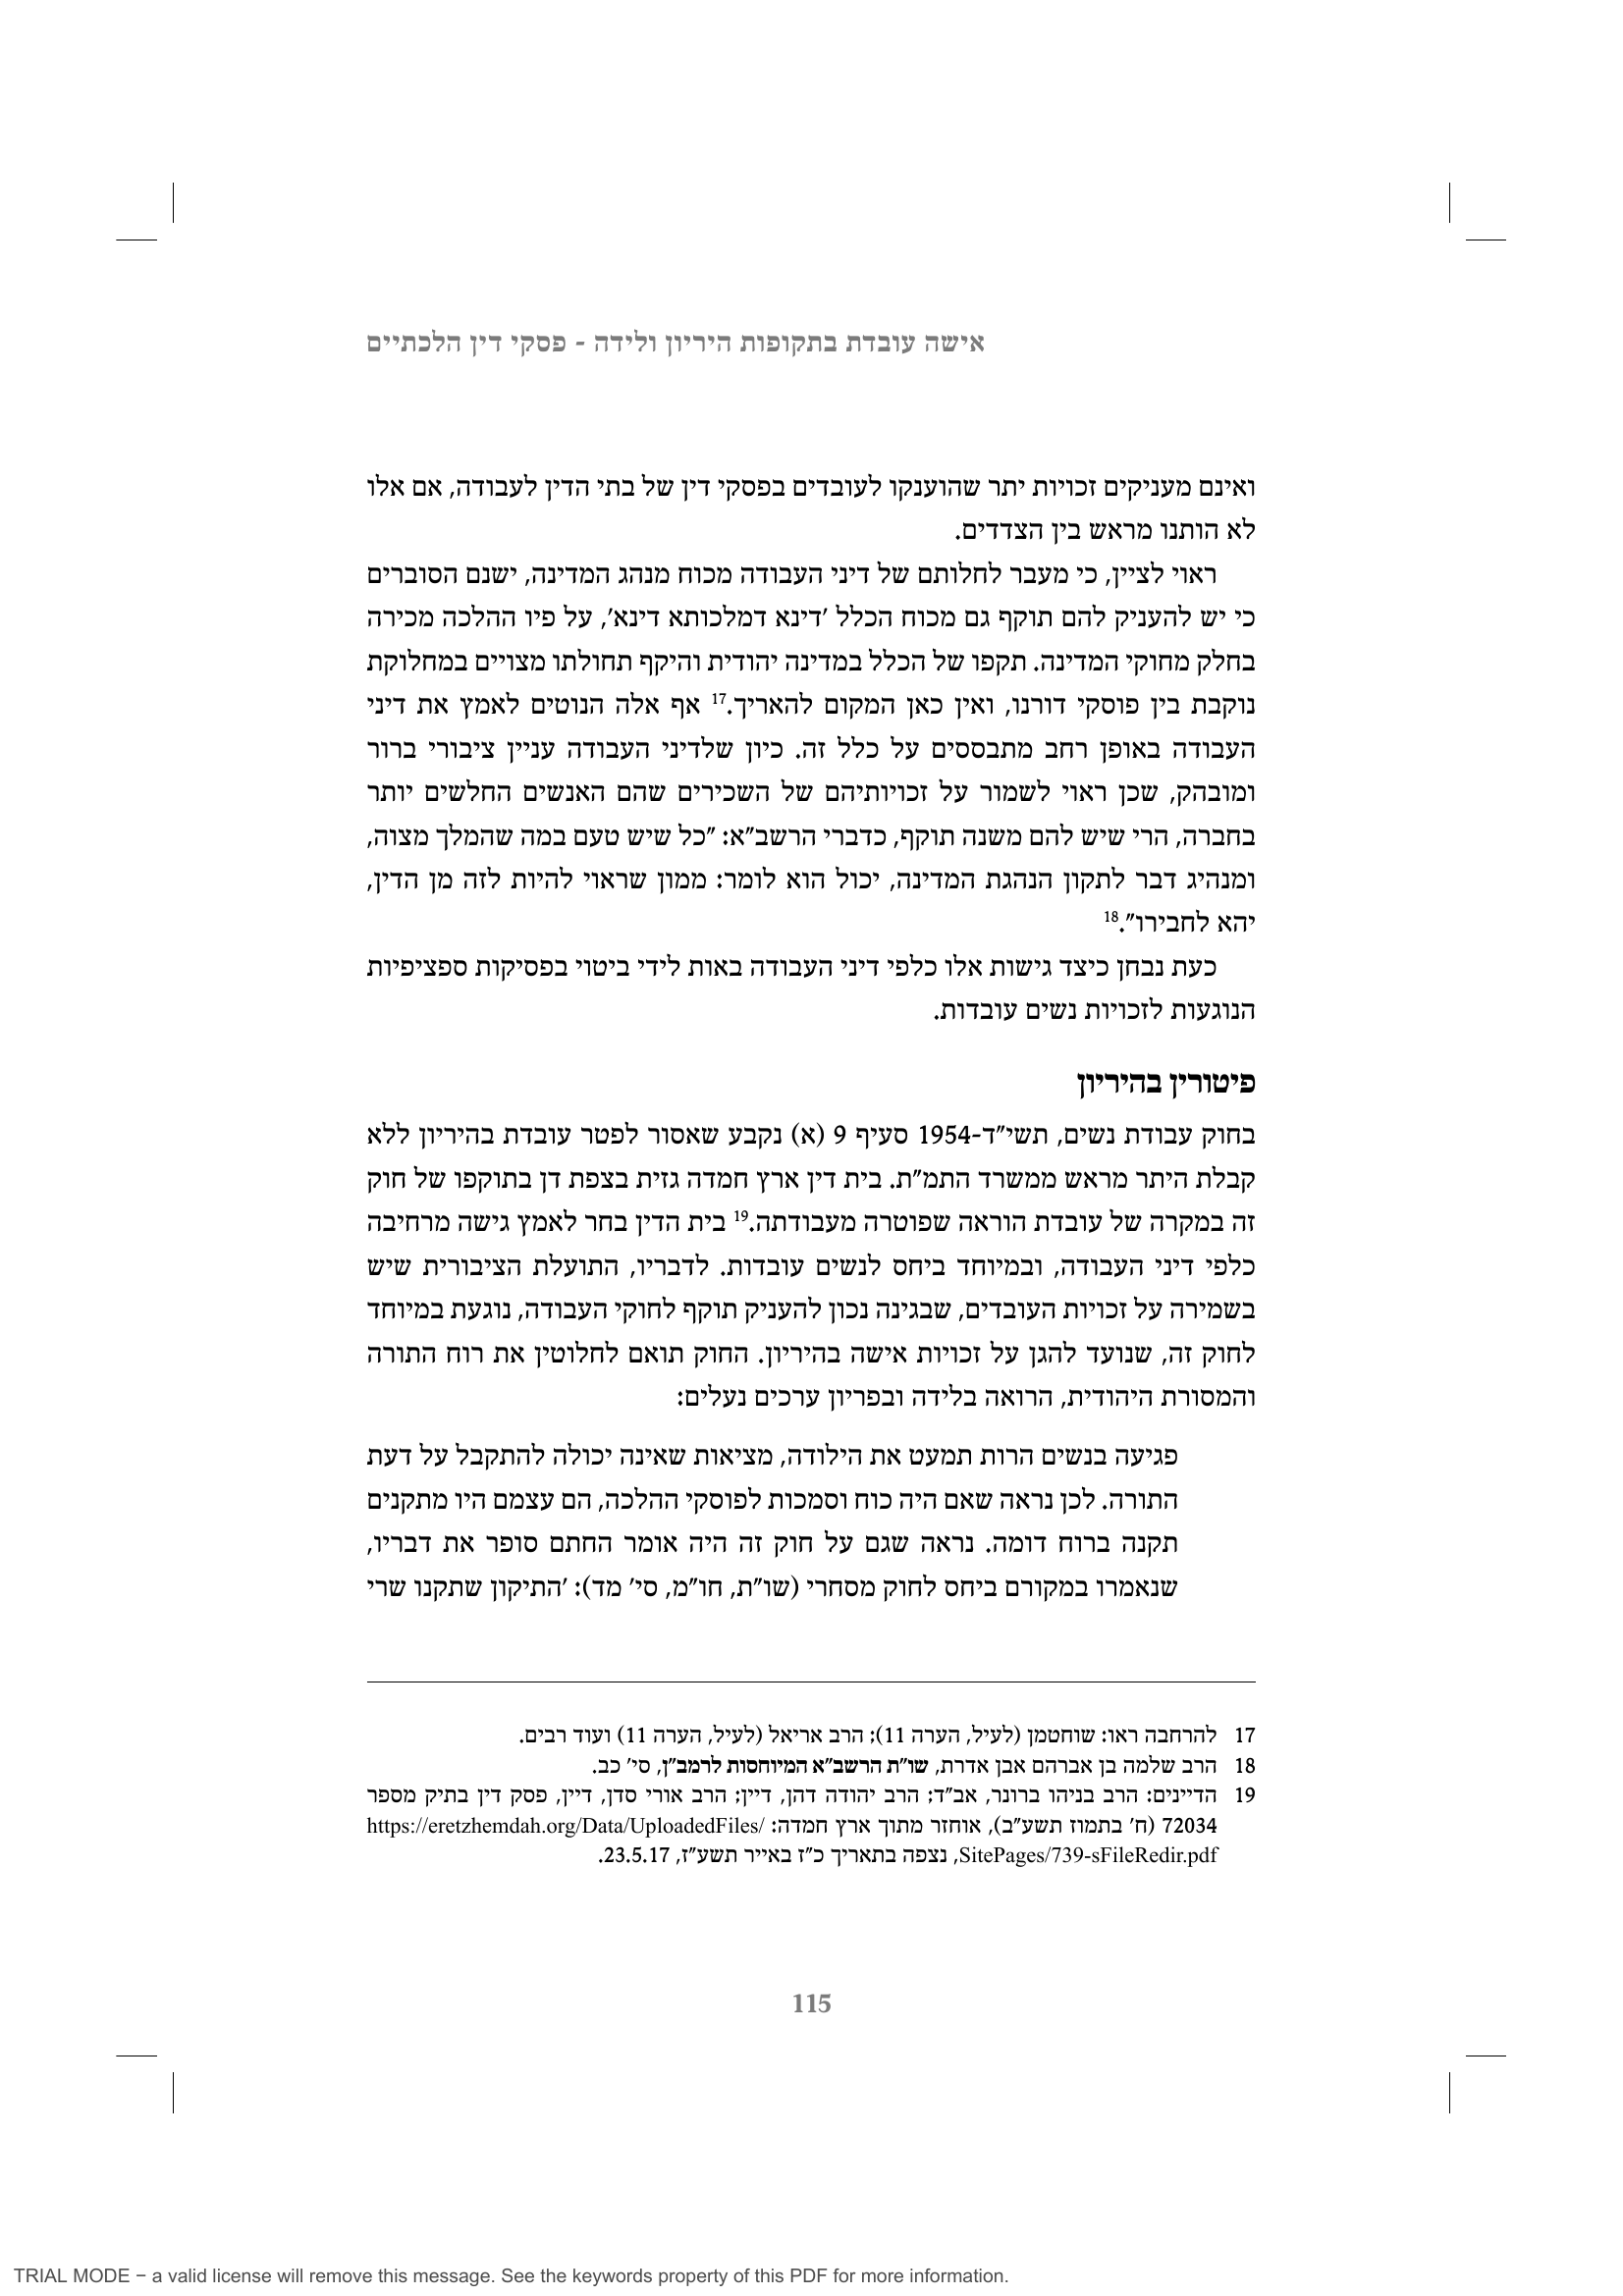 אישה עובדת בתקופות היריון ולידה - פסקי דין הלכתיים
ואינם מעניקים זכויות יתר שהוענקו לעובדים בפסקי דין של בתי הדין לעבודה, אם אלו
לא הותנו מראש בין הצדדים.
ראוי לציין, כי מעבר לחלותם של דיני העבודה מכוח מנהג המדינה, ישנם הסוברים
כי יש להעניק להם תוקף גם מכוח הכלל 'דינא דמלכותא דינא', על פיו ההלכה מכירה
בחלק מחוקי המדינה. תקפו של הכלל במדינה יהודית והיקף תחולתו מצויים במחלוקת
נוקבת בין פוסקי דורנו, ואין כאן המקום להאריך.17 אף אלה הנוטים לאמץ את דיני
העבודה באופן רחב מתבססים על כלל זה. כיון שלדיני העבודה עניין ציבורי ברור
ומובהק, שכן ראוי לשמור על זכויותיהם של השכירים שהם האנשים החלשים יותר
בחברה, הרי שיש להם משנה תוקף, כדברי הרשב"א: "כל שיש טעם במה שהמלך מצוה,
ומנהיג דבר לתקון הנהגת המדינה, יכול הוא לומר: ממון שראוי להיות לזה מן הדין,
יהא לחבירו".18
כעת נבחן כיצד גישות אלו כלפי דיני העבודה באות לידי ביטוי בפסיקות ספציפיות
הנוגעות לזכויות נשים עובדות.
פיטורין בהיריון
בחוק עבודת נשים, תשי"ד-1954 סעיף 9 (א) נקבע שאסור לפטר עובדת בהיריון ללא
קבלת היתר מראש ממשרד התמ"ת. בית דין ארץ חמדה גזית בצפת דן בתוקפו של חוק
זה במקרה של עובדת הוראה שפוטרה מעבודתה.19 בית הדין בחר לאמץ גישה מרחיבה
כלפי דיני העבודה, ובמיוחד ביחס לנשים עובדות. לדבריו, התועלת הציבורית שיש
בשמירה על זכויות העובדים, שבגינה נכון להעניק תוקף לחוקי העבודה, נוגעת במיוחד
לחוק זה, שנועד להגן על זכויות אישה בהיריון. החוק תואם לחלוטין את רוח התורה
והמסורת היהודית, הרואה בלידה ובפריון ערכים נעלים:
פגיעה בנשים הרות תמעט את הילודה, מציאות שאינה יכולה להתקבל על דעת
התורה. לכן נראה שאם היה כוח וסמכות לפוסקי ההלכה, הם עצמם היו מתקנים
תקנה ברוח דומה. נראה שגם על חוק זה היה אומר החתם סופר את דבריו,
שנאמרו במקורם ביחס לחוק מסחרי (שו"ת, חו"מ, סי' מד): 'התיקון שתקנו שרי
17 להרחבה ראו: שוחטמן (לעיל, הערה 11); הרב אריאל (לעיל, הערה 11) ועוד רבים.
18 הרב שלמה בן אברהם אבן אדרת, שו"ת הרשב"א המיוחסות לרמב"ן, סי' כב.
19 הדיינים: הרב בניהו ברונר, אב"ד; הרב יהודה דהן, דיין; הרב אורי סדן, דיין, פסק דין בתיק מספר
72034 (ח' בתמוז תשע"ב), אוחזר מתוך ארץ חמדה: https://eretzhemdah.org/Data/UploadedFiles/
SitePages/739-sFileRedir.pdf, נצפה בתאריך כ"ז באייר תשע"ז, 23.5.17.
115
TRIAL MODE − a valid license will remove this message. See the keywords property of this PDF for more information.